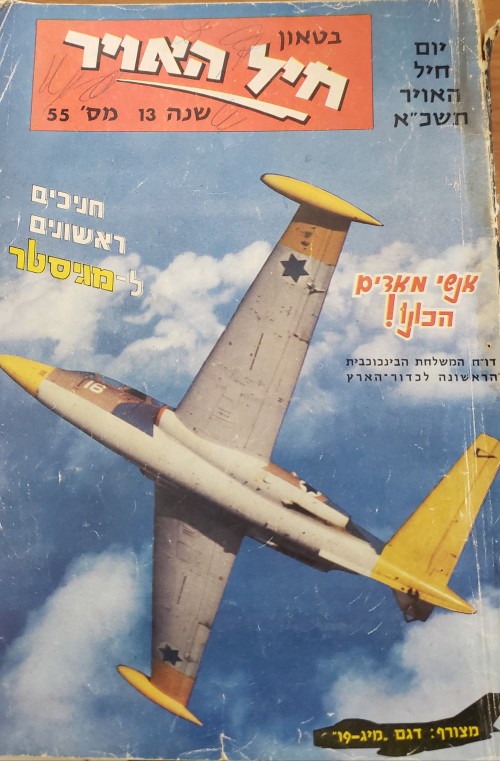 בטאון
חיל האויר
שנה 13 מס' 55
יום
חיל
האויר
תשכ"א
חניכים
ראשונים
ל-מגיסטר
אנשי מאדים
הכונו!
דו"ח המשלחת הבינכוכבית
הראשונה לכדור-הארץ
16
מצורף: דגם "מיג-19"